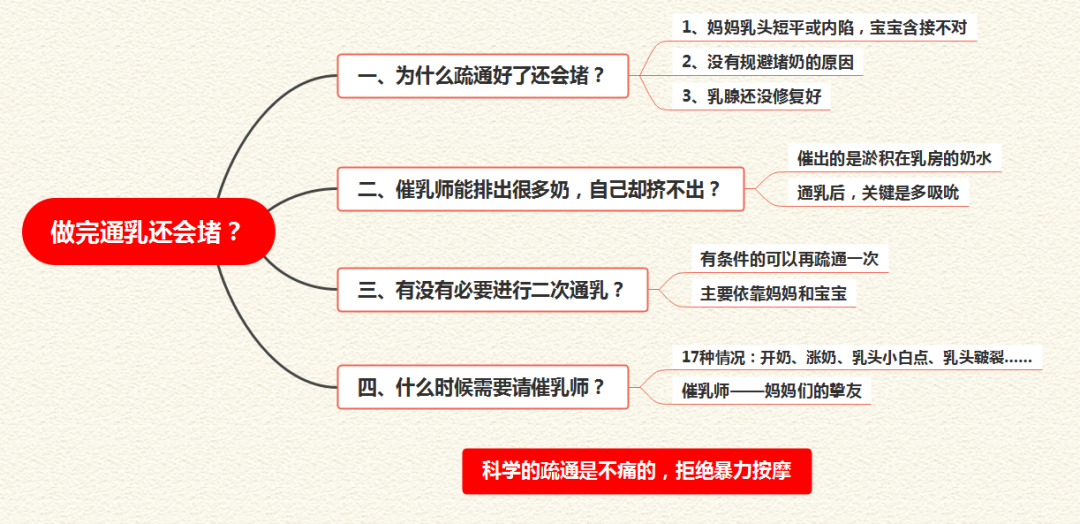 做完通乳还会堵？
一、为什么疏通好了还会堵？
1、妈妈乳头短平或内陷，宝宝含接不对
2、没有规避堵奶的原因
3、乳腺还没修复好
二、催乳师能排出很多奶，自己却挤不出？
催出的是淤积在乳房的奶水
通乳后，关键是多吸吮
三、有没有必要进行二次通乳？
有条件的可以再疏通一次
主要依靠妈妈和宝宝
四、什么时候需要请催乳师？
17种情况：开奶、涨奶、乳头小白点、乳头皲裂......
催乳师——妈妈们的挚友
科学的疏通是不痛的，拒绝暴力按摩